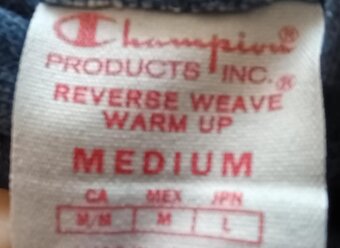 Champion®
PRODUCTS INC.®
REVERSE WEAVE
WARM UP
MEDIUM
CA MEX JPN
M/M M L